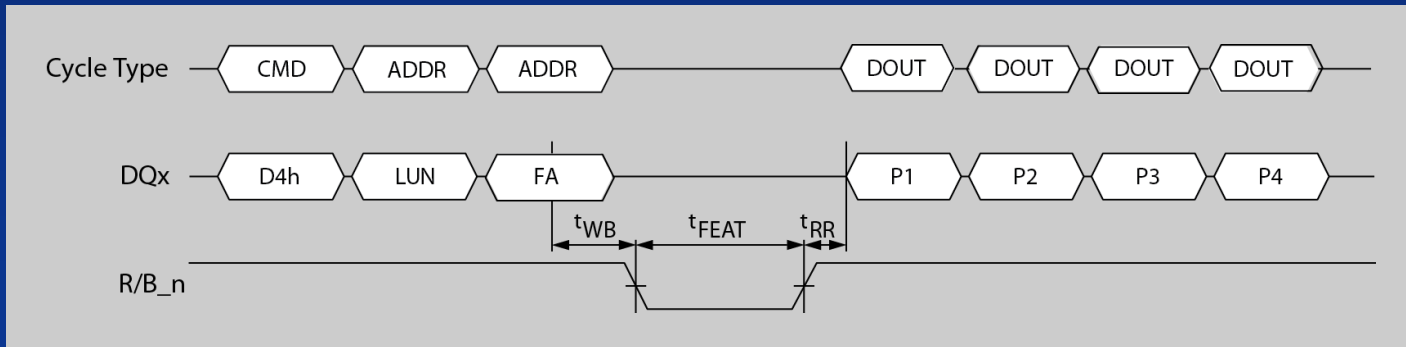 Cycle Type CMD ADDR ADDR DOUT DOUT DOUT DOUT
DQx D4h LUN FA P1 P2 P3 P4
tWB tFEAT tRR
R/B_n